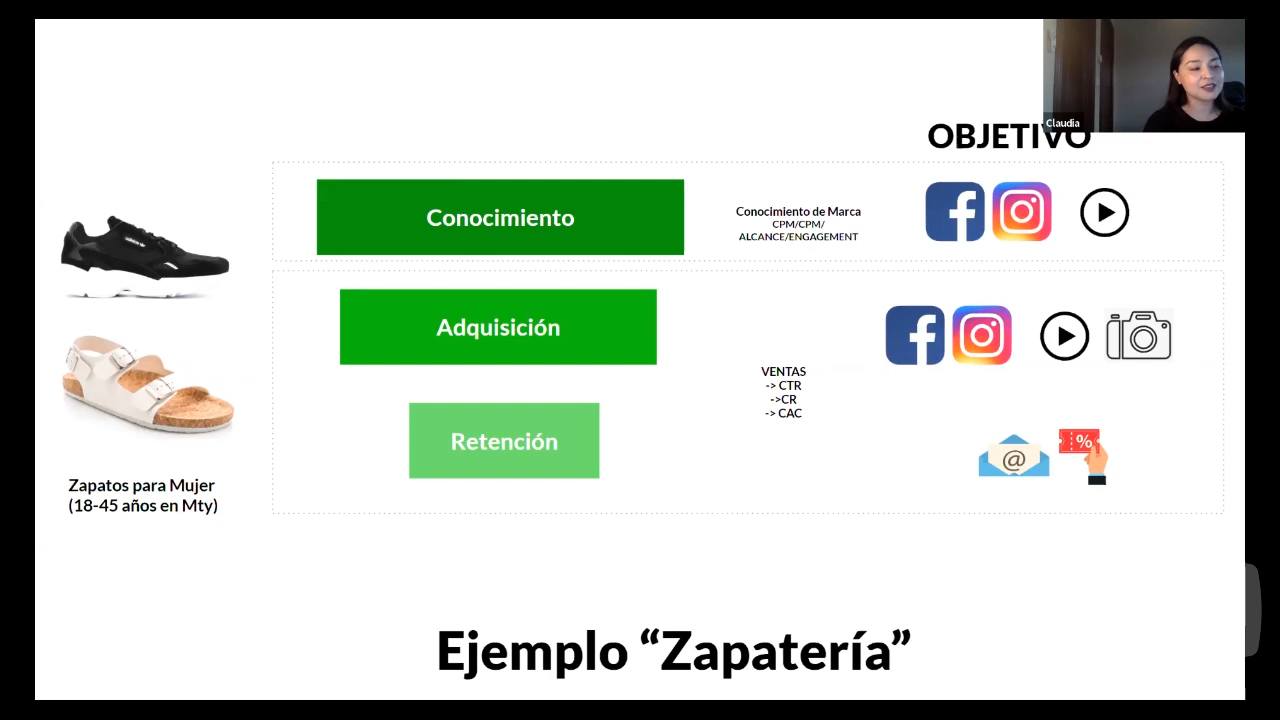 Claudia
OBJETIVO
Conocimiento
Conocimiento de Marca
CPM/CPM/
ALCANCE/ENGAGEMENT
Adquisición
VENTAS
-> CTR
->CR
-> CAC
Retención
@
%
Zapatos para Mujer
(18-45 años en Mty)
Ejemplo “Zapatería”